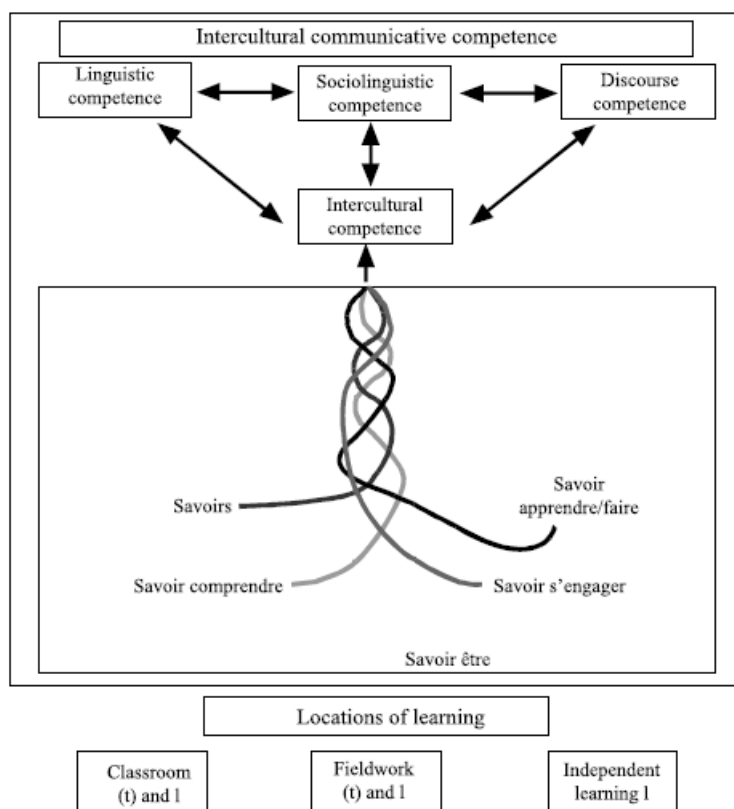 Intercultural communicative competence
Linguistic
competence
Sociolinguistic
competence
Discourse
competence
Intercultural
competence
Savoirs
Savoir
apprendre/faire
Savoir comprendre
Savoir s'engager
Savoir être
Locations of learning
Classroom
(t) and l
Fieldwork
(t) and l
Independent
learning l